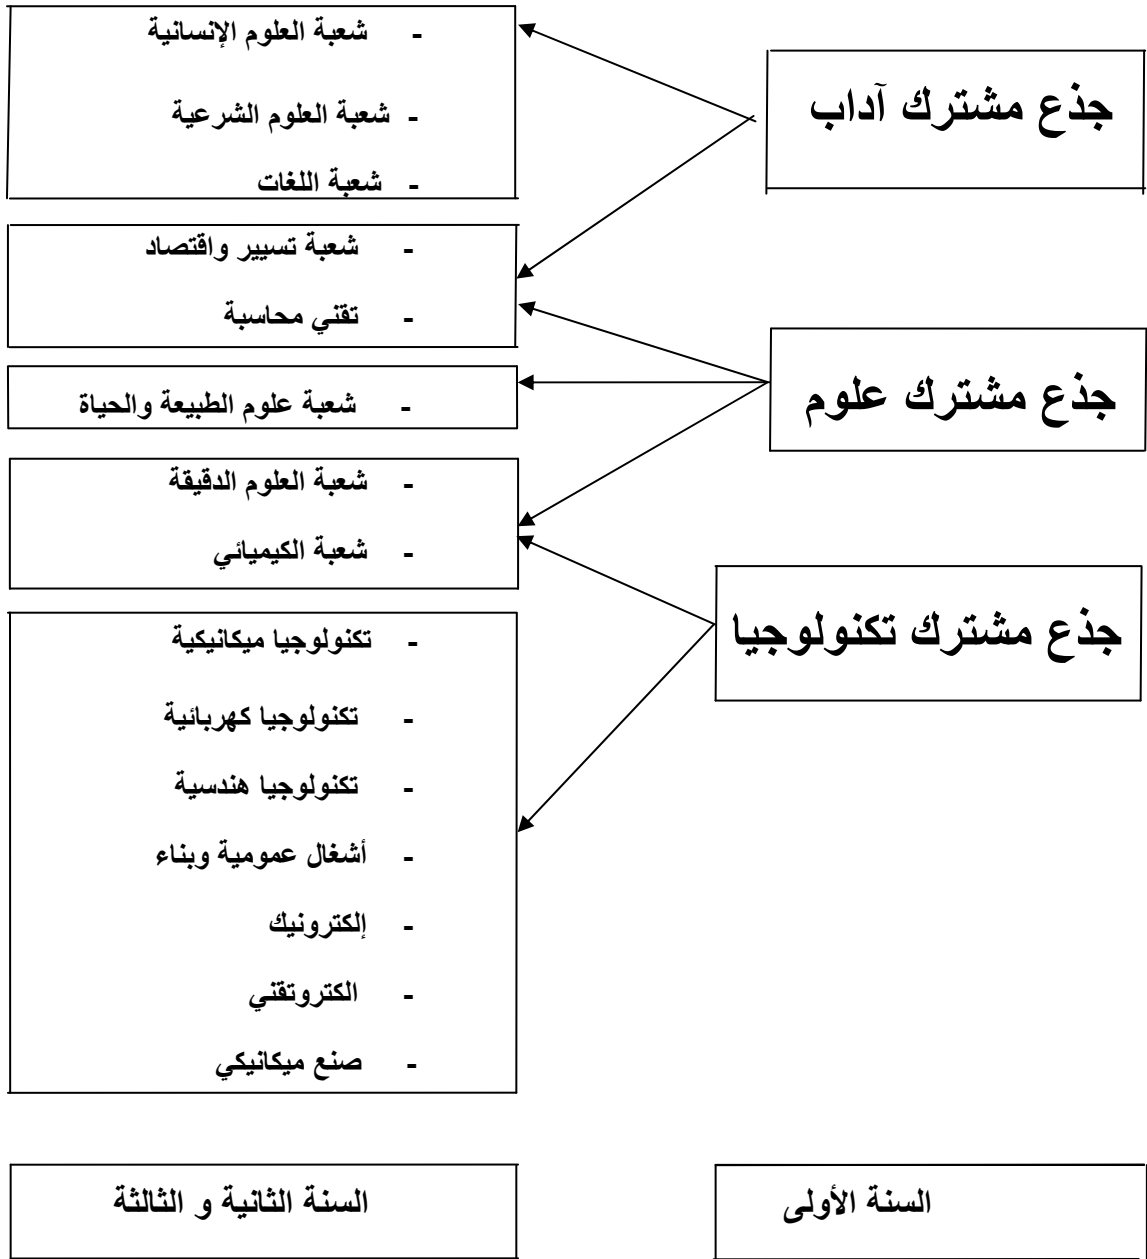 جذع مشترك آداب
- شعبة العلوم الإنسانية
- شعبة العلوم الشرعية
- شعبة اللغات
- شعبة تسيير واقتصاد
- تقني محاسبة
جذع مشترك علوم
- شعبة علوم الطبيعة والحياة
- شعبة العلوم الدقيقة
- شعبة الكيميائي
جذع مشترك تكنولوجيا
- تكنولوجيا ميكانيكية
- تكنولوجيا كهربائية
- تكنولوجيا هندسية
- أشغال عمومية وبناء
- إلكترونيك
- الكتروتقني
- صنع ميكانيكي
السنة الأولى
السنة الثانية و الثالثة